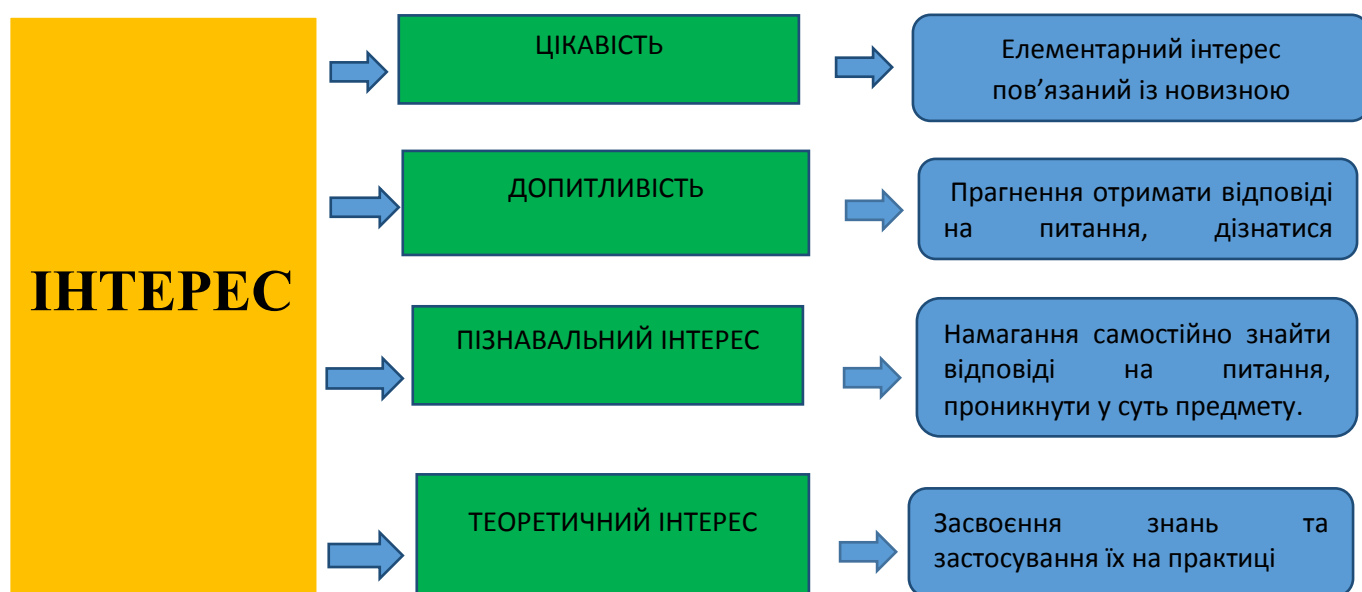 ІНТЕРЕС
ЦІКАВІСТЬ
Елементарний інтерес
пов’язаний із новизною
ДОПИТЛИВІСТЬ
Прагнення отримати відповіді
на питання, дізнатися
ПІЗНАВАЛЬНИЙ ІНТЕРЕС
Намагання самостійно знайти
відповіді на питання,
проникнути у суть предмету.
ТЕОРЕТИЧНИЙ ІНТЕРЕС
Засвоєння знань та
застосування їх на практиці